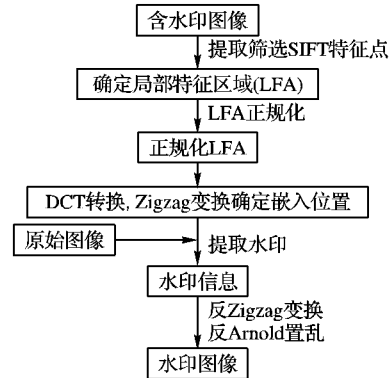 含水印图像
提取筛选SIFT特征点
确定局部特征区域(LFA)
LFA正规化
正规化LFA
DCT转换, Zigzag变换确定嵌入位置
原始图像
提取水印
水印信息
反Zigzag变换
反Arnold置乱
水印图像